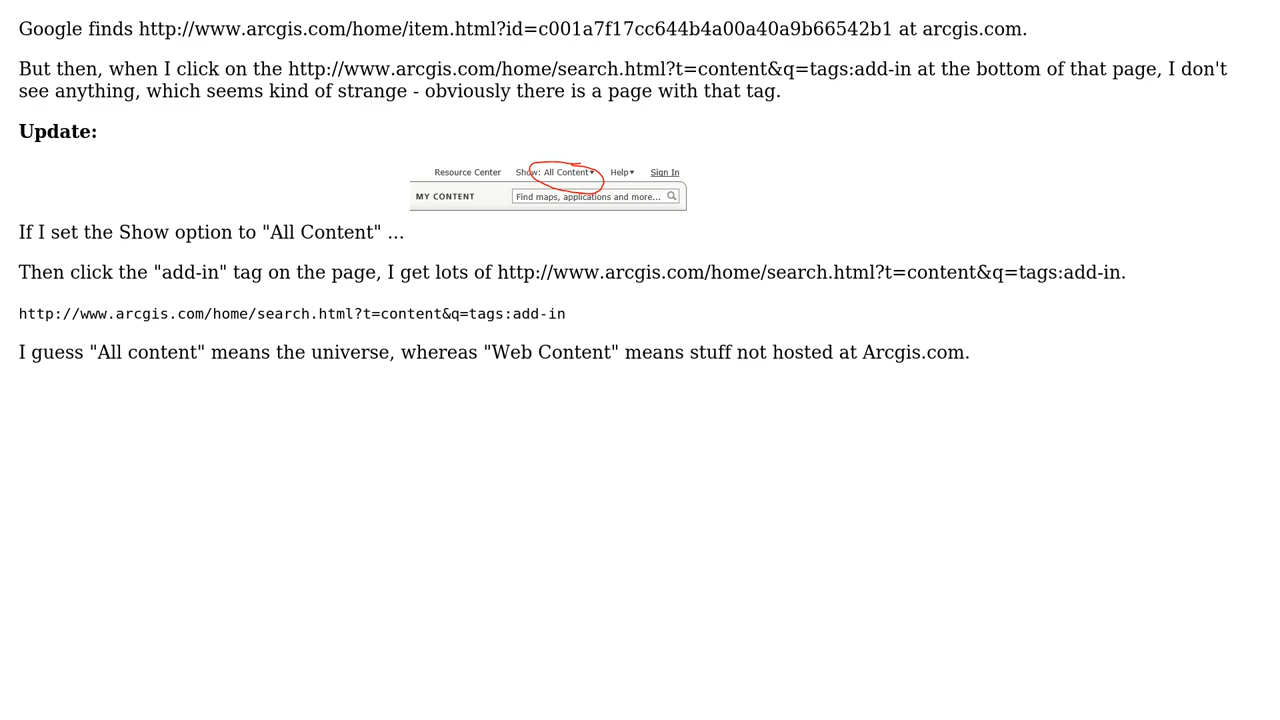 Google finds http://www.arcgis.com/home/item.html?id=c001a7f17cc644b4a00a40a9b66542b1 at arcgis.com.
But then, when I click on the http://www.arcgis.com/home/search.html?t=content&q=tags:add-in at the bottom of that page, I don't
see anything, which seems kind of strange - obviously there is a page with that tag.
Update:
Resource Center Show: All Content▾ Help▾ Sign In
MY CONTENT Find maps, applications and more...
If I set the Show option to "All Content" ...
Then click the "add-in" tag on the page, I get lots of http://www.arcgis.com/home/search.html?t=content&q=tags:add-in.
http://www.arcgis.com/home/search.html?t=content&q=tags:add-in
I guess "All content" means the universe, whereas "Web Content" means stuff not hosted at Arcgis.com.